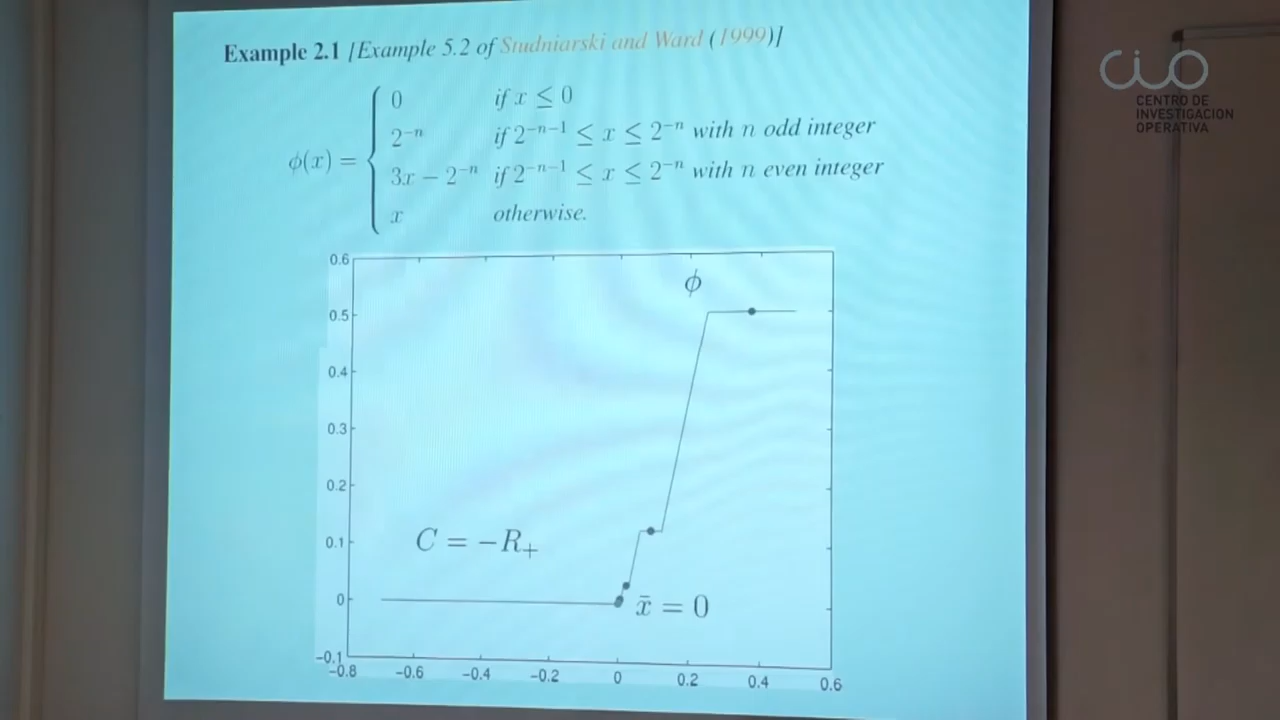 Example 2.1 [Example 5.2 of Studniarski and Ward (1999)]
0 if x ≤ 0
2⁻ⁿ if 2⁻ⁿ⁻¹ ≤ x ≤ 2⁻ⁿ with n odd integer
ϕ(x) =
3x − 2⁻ⁿ if 2⁻ⁿ⁻¹ ≤ x ≤ 2⁻ⁿ with n even integer
x otherwise.
0.6
ϕ
0.5
0.4
0.3
0.2
0.1
C = −R₊
0
x̄ = 0
−0.1
−0.8 −0.6 −0.4 −0.2 0 0.2 0.4 0.6
CIO
CENTRO DE
INVESTIGACION
OPERATIVA